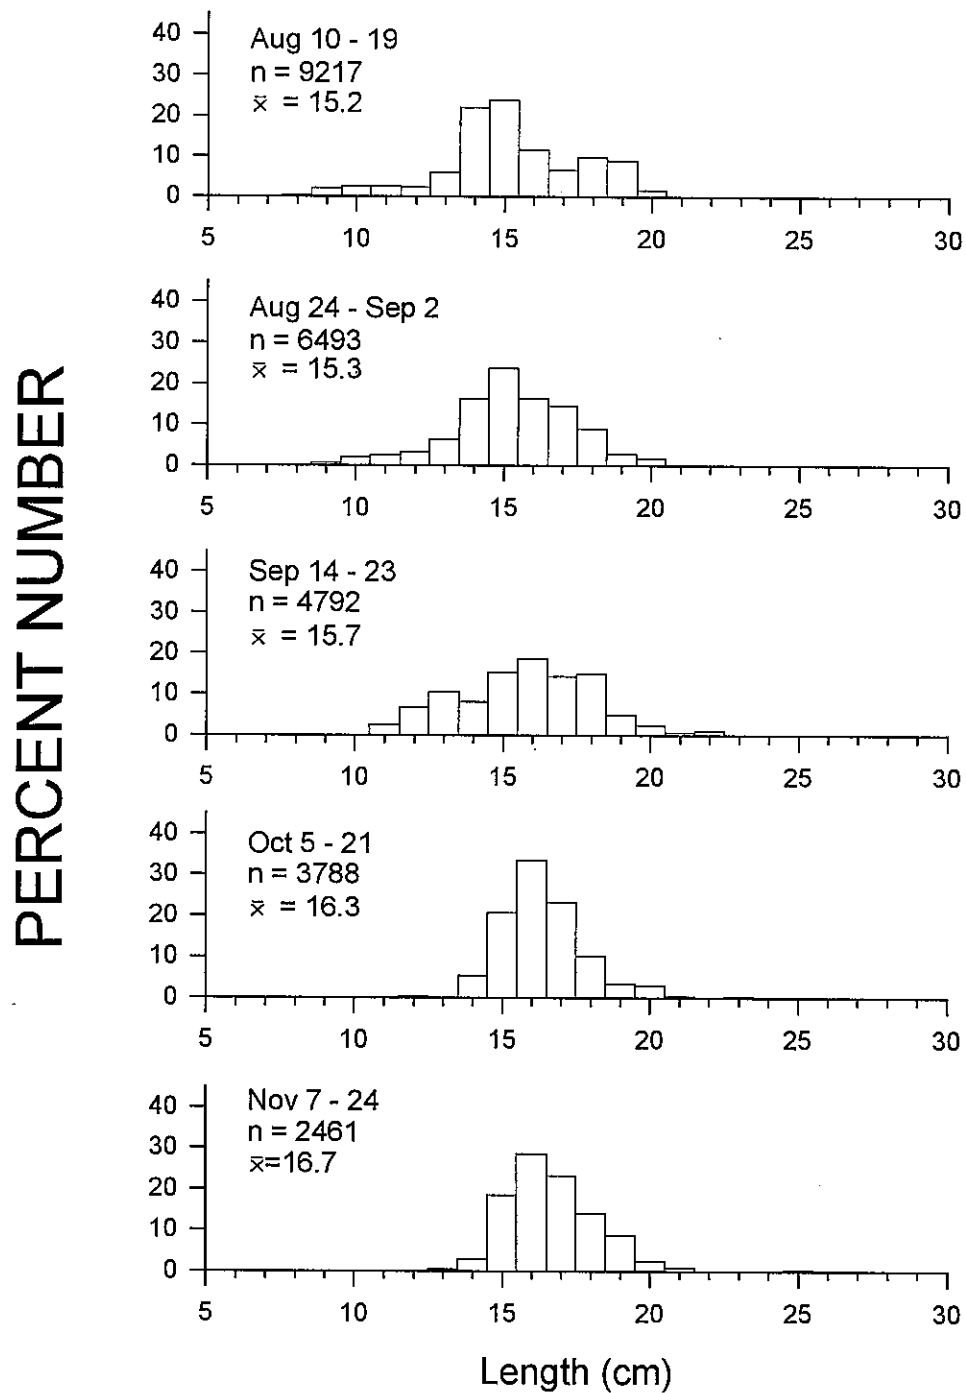 PERCENT NUMBER
Aug 10 - 19
n = 9217
x̄ = 15.2
40
30
20
10
0
5 10 15 20 25 30
Aug 24 - Sep 2
n = 6493
x̄ = 15.3
40
30
20
10
0
5 10 15 20 25 30
Sep 14 - 23
n = 4792
x̄ = 15.7
40
30
20
10
0
5 10 15 20 25 30
Oct 5 - 21
n = 3788
x̄ = 16.3
40
30
20
10
0
5 10 15 20 25 30
Nov 7 - 24
n = 2461
x̄=16.7
40
30
20
10
0
5 10 15 20 25 30
Length (cm)